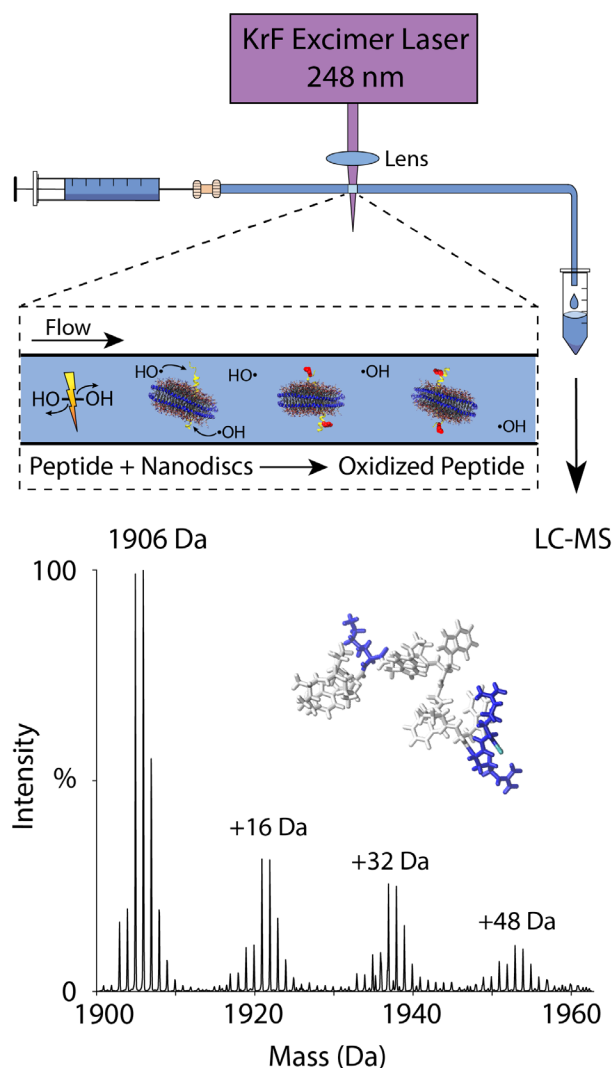 KrF Excimer Laser
248 nm
Lens
Flow
HO•
HO•
•OH
HO OH
•OH
•OH
Peptide + Nanodiscs
Oxidized Peptide
1906 Da
LC-MS
100
+16 Da
+32 Da
+48 Da
%
Intensity
0
1900
1920
1940
1960
Mass (Da)